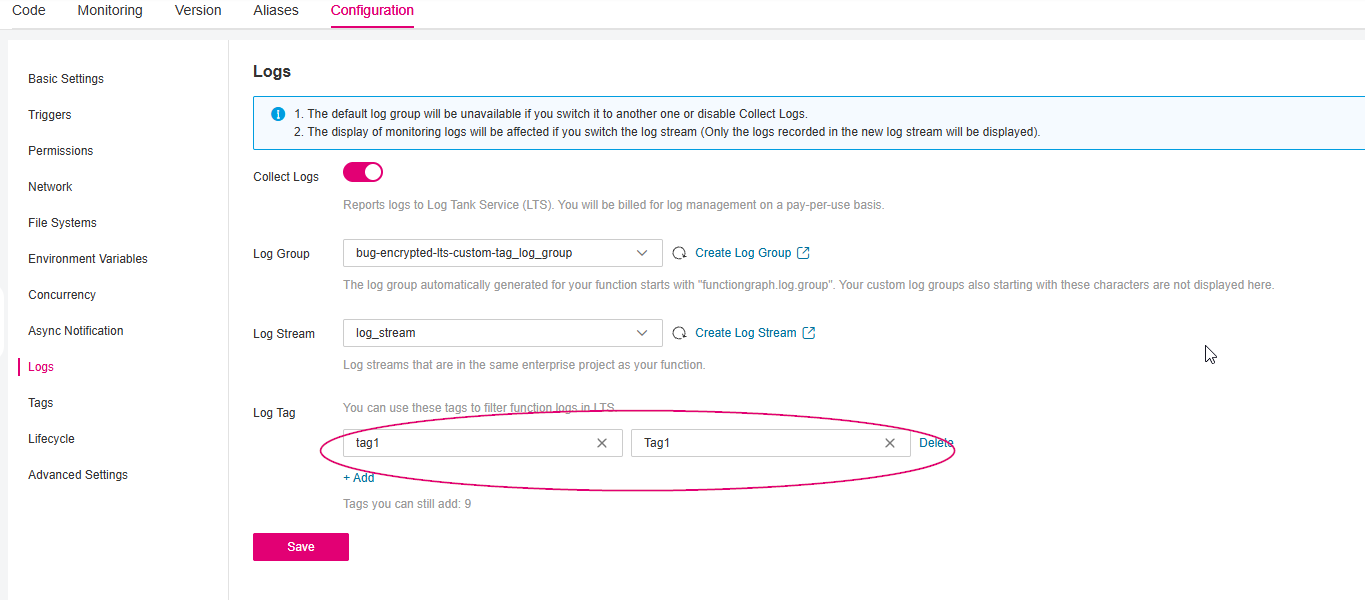 Code Monitoring Version Aliases Configuration
Basic Settings
Triggers
Permissions
Network
File Systems
Environment Variables
Concurrency
Async Notification
Logs
Tags
Lifecycle
Advanced Settings
Logs
1. The default log group will be unavailable if you switch it to another one or disable Collect Logs.
2. The display of monitoring logs will be affected if you switch the log stream (Only the logs recorded in the new log stream will be displayed).
Collect Logs
Reports logs to Log Tank Service (LTS). You will be billed for log management on a pay-per-use basis.
Log Group bug-encrypted-lts-custom-tag_log_group Create Log Group
The log group automatically generated for your function starts with "functiongraph.log.group". Your custom log groups also starting with these characters are not displayed here.
Log Stream log_stream Create Log Stream
Log streams that are in the same enterprise project as your function.
Log Tag You can use these tags to filter function logs in LTS.
tag1 Tag1 Delete
+ Add
Tags you can still add: 9
Save